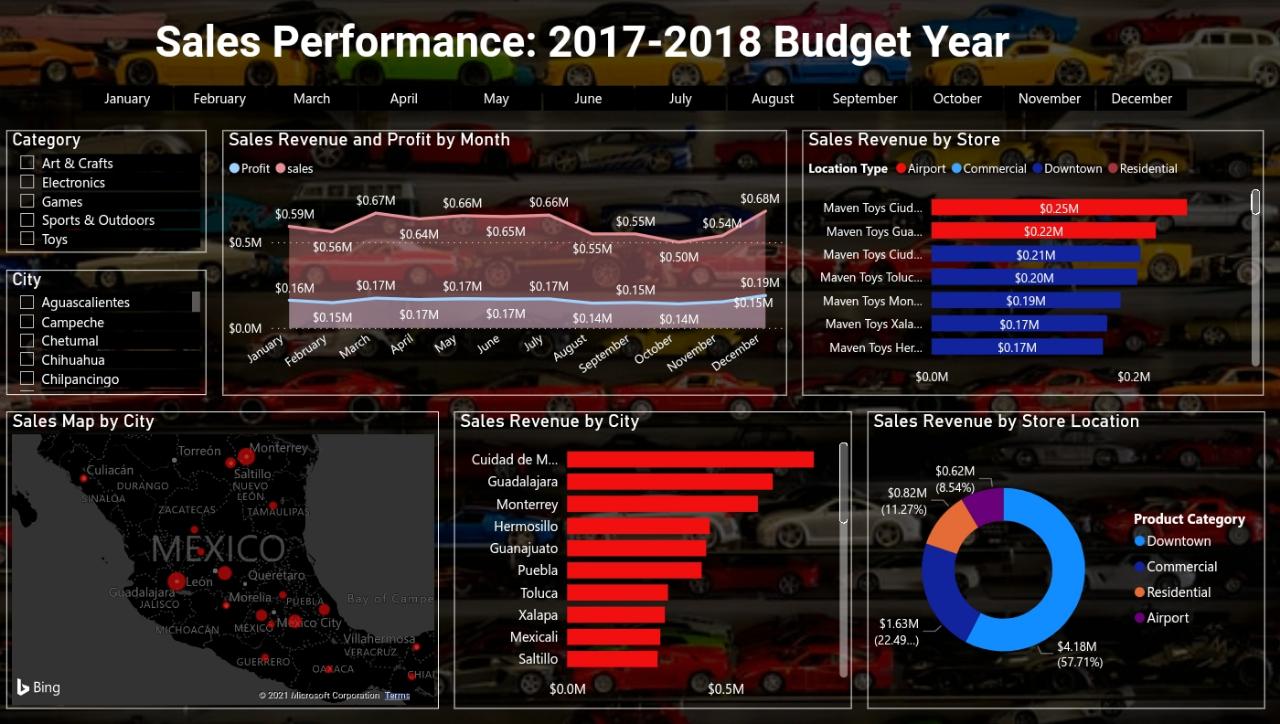 Sales Performance: 2017-2018 Budget Year
January February March April May June July August September October November December
Category
Art & Crafts
Electronics
Games
Sports & Outdoors
Toys
City
Aguascalientes
Campeche
Chetumal
Chihuahua
Chilpancingo
Sales Revenue and Profit by Month
Profit sales
$0.59M $0.56M $0.67M $0.64M $0.66M $0.65M $0.66M $0.55M $0.55M $0.50M $0.54M $0.68M
$0.5M
$0.16M $0.15M $0.17M $0.17M $0.17M $0.17M $0.17M $0.14M $0.15M $0.14M $0.15M $0.19M
$0.0M
January February March April May June July August September October November December
Sales Revenue by Store
Location Type Airport Commercial Downtown Residential
Maven Toys Ciud... $0.25M
Maven Toys Gua... $0.22M
Maven Toys Ciud... $0.21M
Maven Toys Toluc... $0.20M
Maven Toys Mon... $0.19M
Maven Toys Xala... $0.17M
Maven Toys Her... $0.17M
$0.0M $0.2M
Sales Map by City
Torreón Monterrey
Culiacán Saltillo
DURANGO NUEVO
SINALOA LEÓN
ZACATECAS TAMAULIPAS
MÉXICO
León Querétaro
Guadalajara Morelia PUEBLA Bay of Campe
JALISCO
MICHOACÁN MÉXICO Mexico City
Villahermosa
VERACRUZ
GUERRERO OAXACA CHIAI
Bing
© 2021 Microsoft Corporation Terms
Sales Revenue by City
Cuidad de M...
Guadalajara
Monterrey
Hermosillo
Guanajuato
Puebla
Toluca
Xalapa
Mexicali
Saltillo
$0.0M $0.5M
Sales Revenue by Store Location
$0.62M
(8.54%)
$0.82M
(11.27%)
$1.63M
(22.49...)
$4.18M
(57.71%)
Product Category
Downtown
Commercial
Residential
Airport